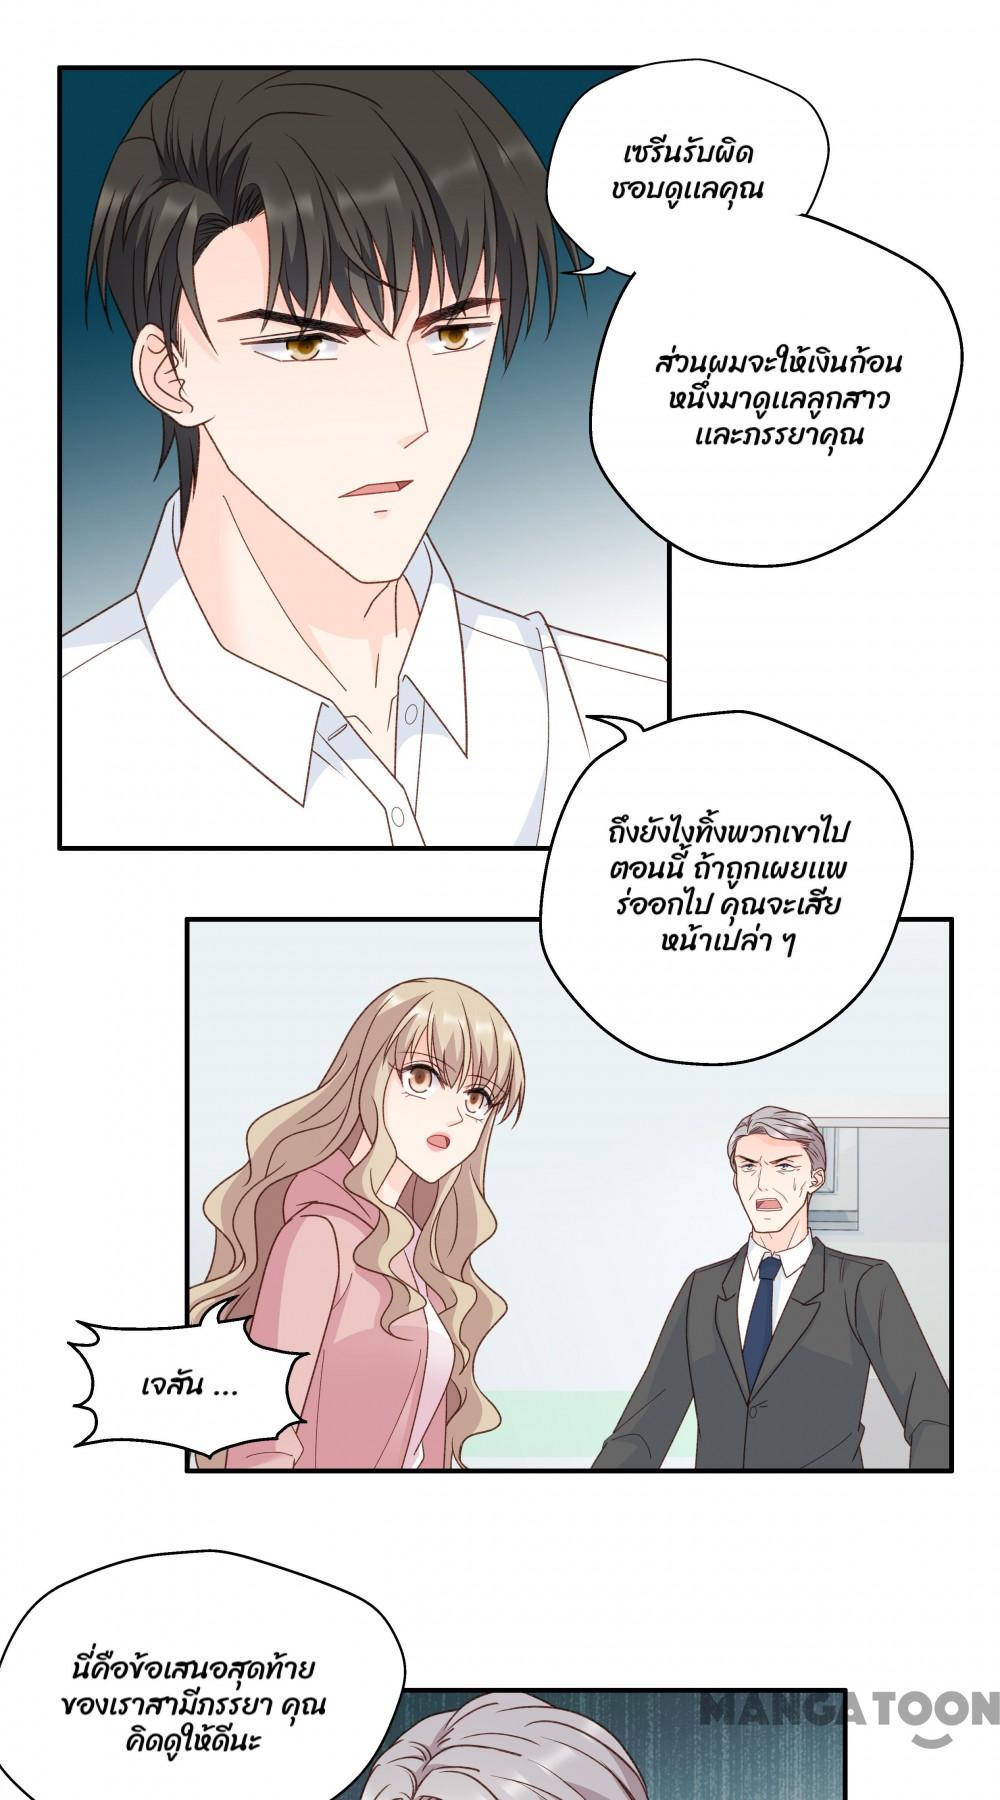 เซรีนรับผิด
ชอบดูแลคุณ
ส่วนผมจะให้เงินก้อน
หนึ่งมาดูแลลูกสาว
และภรรยาคุณ
ถึงยังไงทิ้งพวกเขาไป
ตอนนี้ ถ้าถูกเผยแพ
ร่ออกไป คุณจะเสีย
หน้าเปล่า ๆ
เจสัน ...
นี่คือข้อเสนอสุดท้าย
ของเราสามีภรรยา คุณ
คิดดูให้ดีนะ
MANGATOON